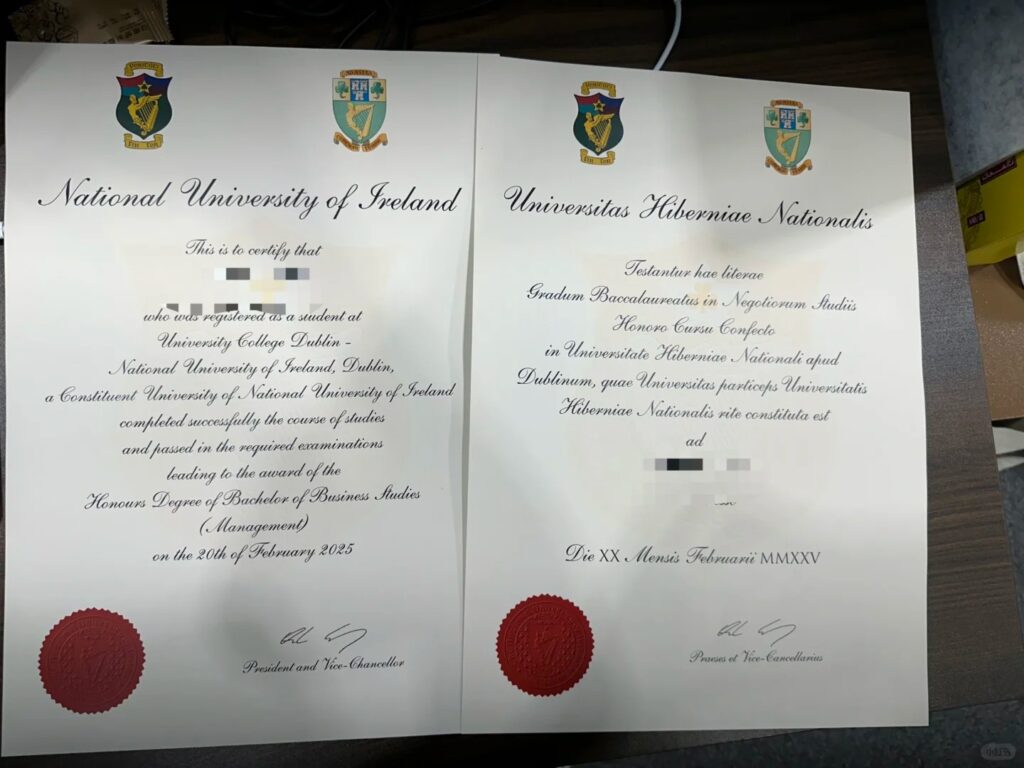 National University of Ireland
This is to certify that
who was registered as a student at
University College Dublin -
National University of Ireland, Dublin,
a Constituent University of National University of Ireland
completed successfully the course of studies
and passed in the required examinations
leading to the award of the
Honours Degree of Bachelor of Business Studies
(Management)
on the 20th of February 2025
President and Vice-Chancellor
Universitas Hiberniae Nationalis
Testantur hae literae
Gradum Baccalaureatus in Negotiorum Studiis
Honoro Cursu Confecto
in Universitate Hiberniae Nationali apud
Dublinum, quae Universitas particeps Universitatis
Hiberniae Nationalis rite constituta est
ad
Die XX Mensis Februarii MMXXV
Praeses et Vice-Cancellarius